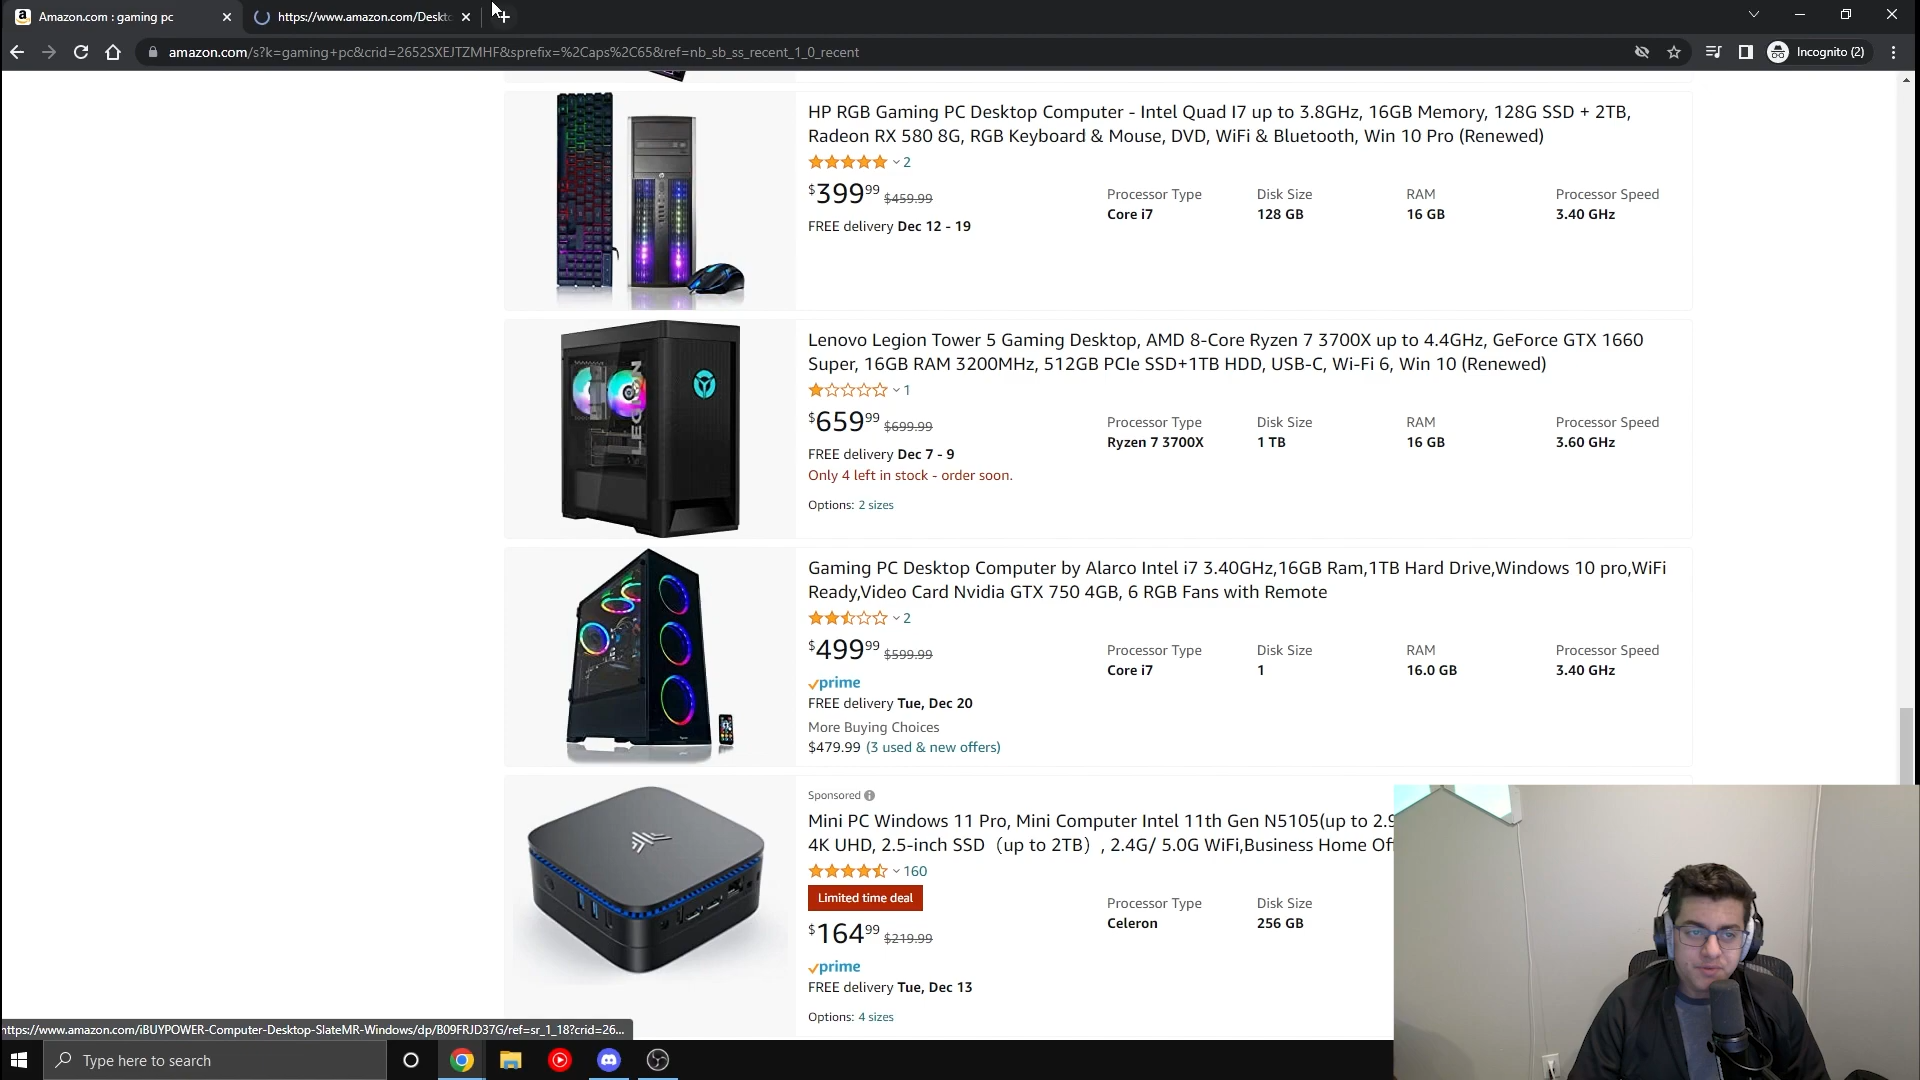 Amazon.com : gaming pc
https://www.amazon.com/Deskto
amazon.com/s?k=gaming+pc&crid=2652SXEJTZMHF&sprefix=%2Caps%2C65&ref=nb_sb_ss_recent_1_0_recent
Incognito (2)
HP RGB Gaming PC Desktop Computer - Intel Quad I7 up to 3.8GHz, 16GB Memory, 128G SSD + 2TB,
Radeon RX 580 8G, RGB Keyboard & Mouse, DVD, WiFi & Bluetooth, Win 10 Pro (Renewed)
2
$399.99 $459.99
FREE delivery Dec 12 - 19
Processor Type Disk Size RAM Processor Speed
Core i7 128 GB 16 GB 3.40 GHz
Lenovo Legion Tower 5 Gaming Desktop, AMD 8-Core Ryzen 7 3700X up to 4.4GHz, GeForce GTX 1660
Super, 16GB RAM 3200MHz, 512GB PCIe SSD+1TB HDD, USB-C, Wi-Fi 6, Win 10 (Renewed)
LEGION
1
$659.99 $699.99
FREE delivery Dec 7 - 9
Only 4 left in stock - order soon.
Options: 2 sizes
Processor Type Disk Size RAM Processor Speed
Ryzen 7 3700X 1 TB 16 GB 3.60 GHz
Gaming PC Desktop Computer by Alarco Intel i7 3.40GHz,16GB Ram,1TB Hard Drive,Windows 10 pro,WiFi
Ready,Video Card Nvidia GTX 750 4GB, 6 RGB Fans with Remote
2
$499.99 $599.99
prime
FREE delivery Tue, Dec 20
More Buying Choices
$479.99 (3 used & new offers)
Processor Type Disk Size RAM Processor Speed
Core i7 1 16.0 GB 3.40 GHz
Sponsored
Mini PC Windows 11 Pro, Mini Computer Intel 11th Gen N5105(up to 2.9
4K UHD, 2.5-inch SSD（up to 2TB）, 2.4G/ 5.0G WiFi,Business Home Of
160
Limited time deal
$164.99 $219.99
prime
FREE delivery Tue, Dec 13
Options: 4 sizes
Processor Type Disk Size
Celeron 256 GB
https://www.amazon.com/iBUYPOWER-Computer-Desktop-SlateMR-Windows/dp/B09FRJD37G/ref=sr_1_18?crid=26...
Type here to search